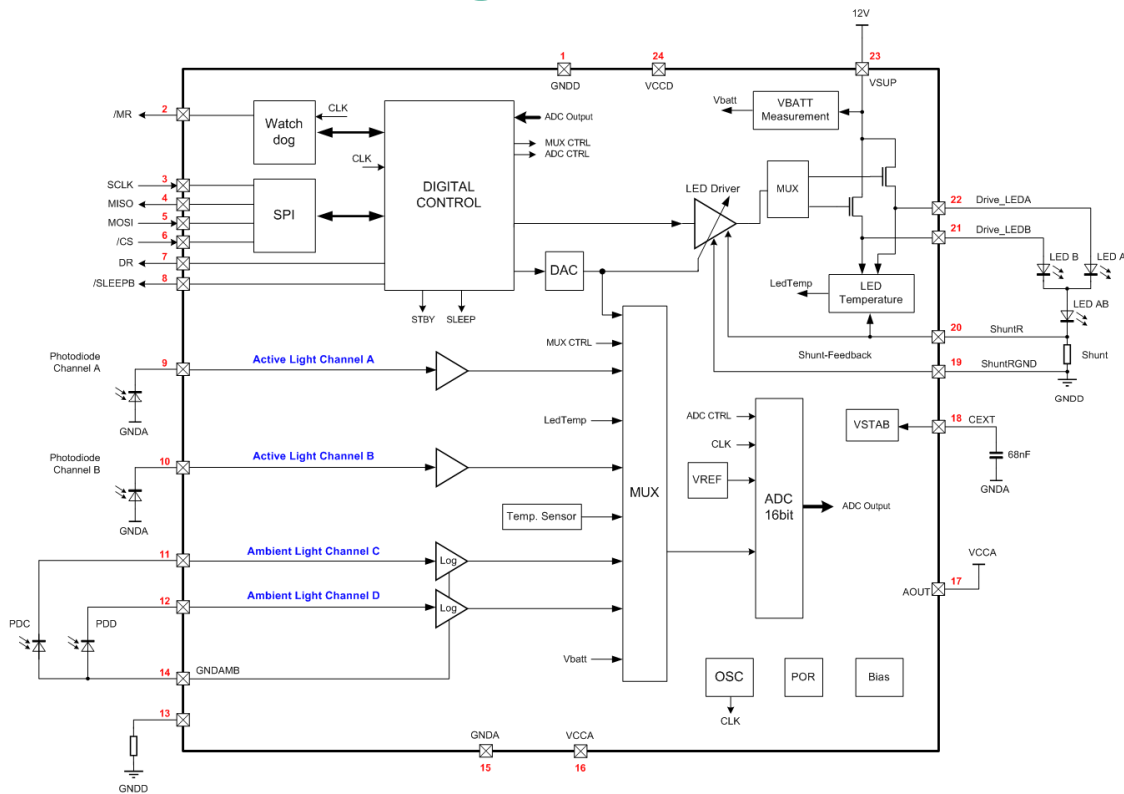 12V
1
GNDD
24
VCCD
23
VSUP
/MR
2
Watch
dog
CLK
CLK
DIGITAL
CONTROL
ADC Output
MUX CTRL
ADC CTRL
Vbatt
VBATT
Measurement
SCLK
3
MISO
4
MOSI
5
/CS
6
SPI
DR
7
/SLEEPB
8
LED Driver
MUX
22
Drive_LEDA
21
Drive_LEDB
LED B
LED A
LED AB
DAC
LedTemp
LED
Temperature
STBY
SLEEP
20
ShuntR
Shunt-Feedback
19
ShuntRGND
Shunt
GNDD
MUX CTRL
Photodiode
Channel A
9
Active Light Channel A
GNDA
LedTemp
Photodiode
Channel B
10
Active Light Channel B
GNDA
Temp. Sensor
MUX
ADC CTRL
CLK
VREF
ADC
16bit
ADC Output
VSTAB
18
CEXT
68nF
GNDA
11
Ambient Light Channel C
Log
12
Ambient Light Channel D
Log
PDC
PDD
14
GNDAMB
Vbatt
VCCA
17
AOUT
OSC
CLK
POR
Bias
13
GNDD
GNDA
15
VCCA
16